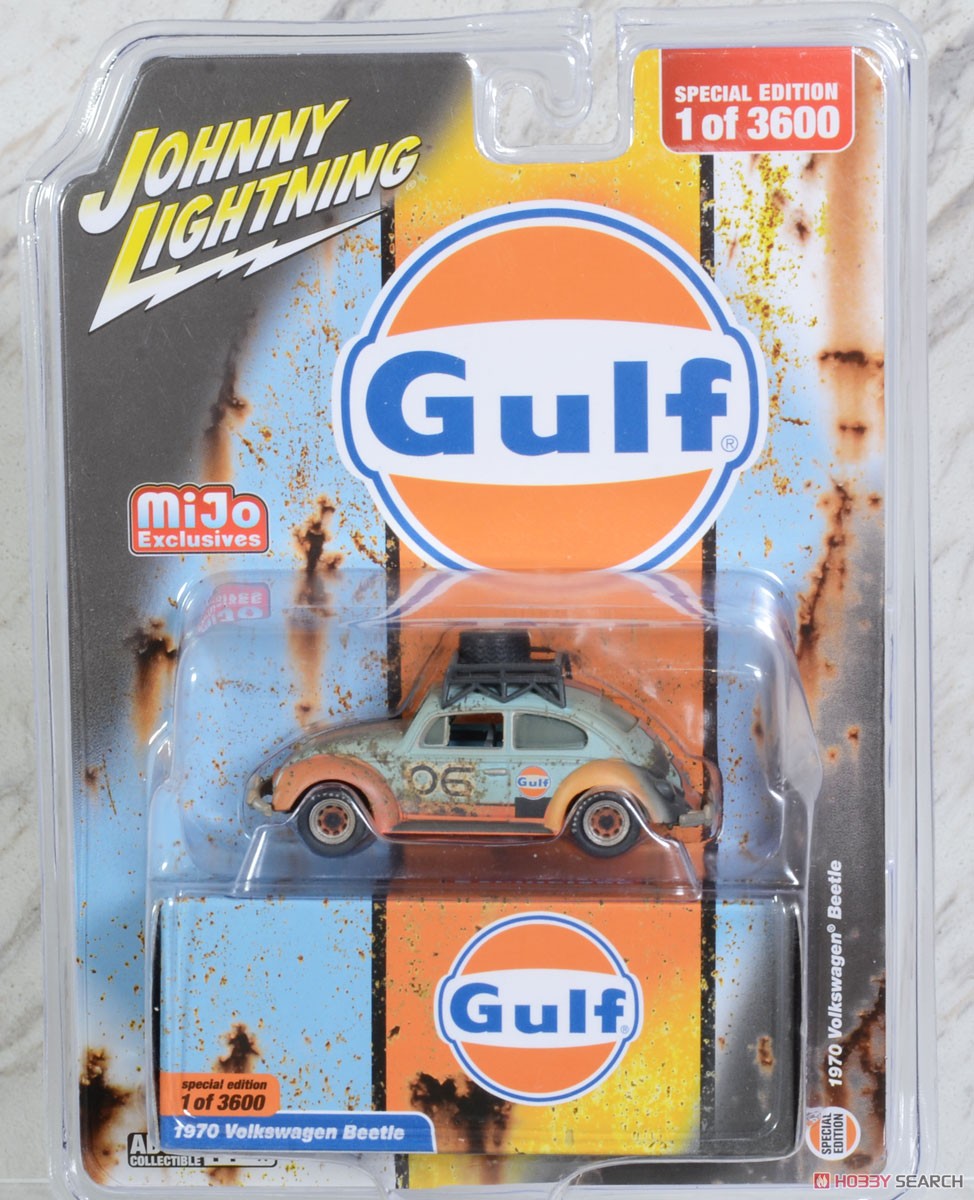 SPECIAL EDITION
1 of 3600
JOHNNY
LIGHTNING
Gulf®
MiJo
Exclusives
06
Gulf
Gulf®
special edition
1 of 3600
1970 Volkswagen Beetle
COLLECTIBLE
1970 Volkswagen® Beetle
SPECIAL
EDITION
HOBBY SEARCH